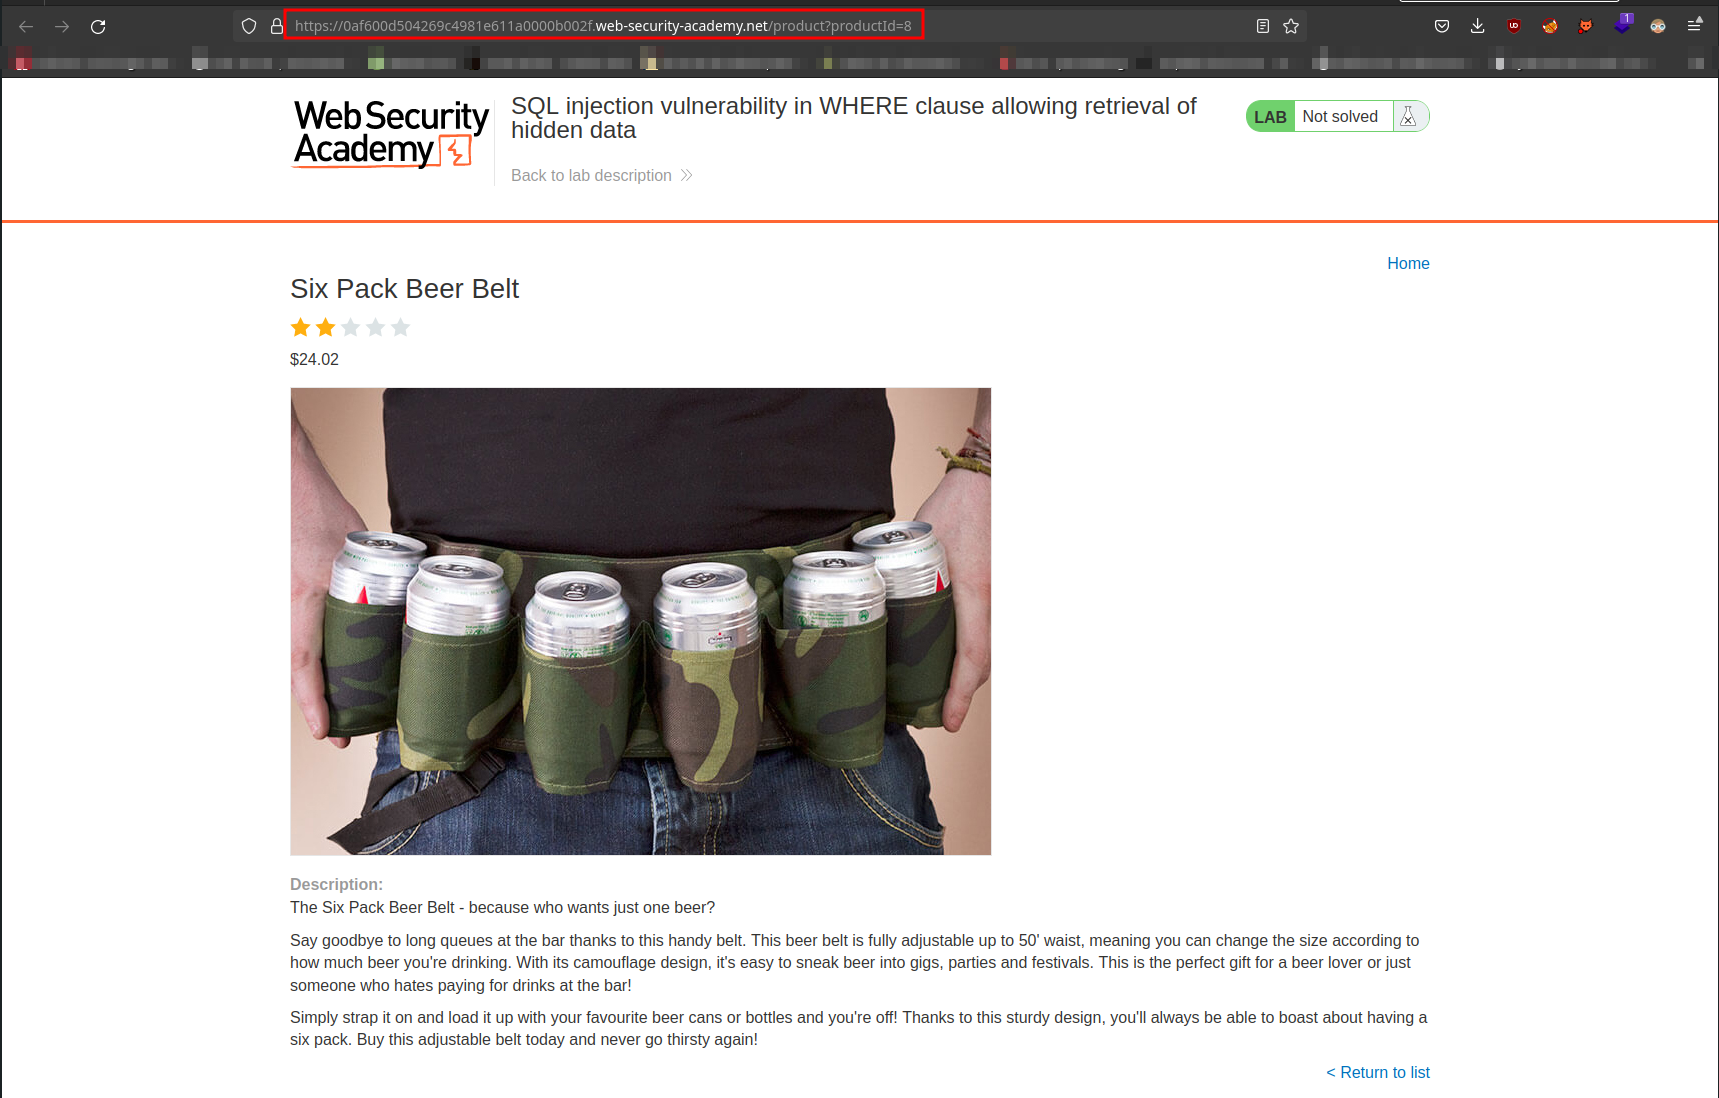 https://0af600d504269c4981e611a0000b002f.web-security-academy.net/product?productId=8
1
Web Security
Academy
SQL injection vulnerability in WHERE clause allowing retrieval of
hidden data
Back to lab description
LAB Not solved
Home
Six Pack Beer Belt
$24.02
Description:
The Six Pack Beer Belt - because who wants just one beer?
Say goodbye to long queues at the bar thanks to this handy belt. This beer belt is fully adjustable up to 50' waist, meaning you can change the size according to
how much beer you're drinking. With its camouflage design, it's easy to sneak beer into gigs, parties and festivals. This is the perfect gift for a beer lover or just
someone who hates paying for drinks at the bar!
Simply strap it on and load it up with your favourite beer cans or bottles and you're off! Thanks to this sturdy design, you'll always be able to boast about having a
six pack. Buy this adjustable belt today and never go thirsty again!
< Return to list